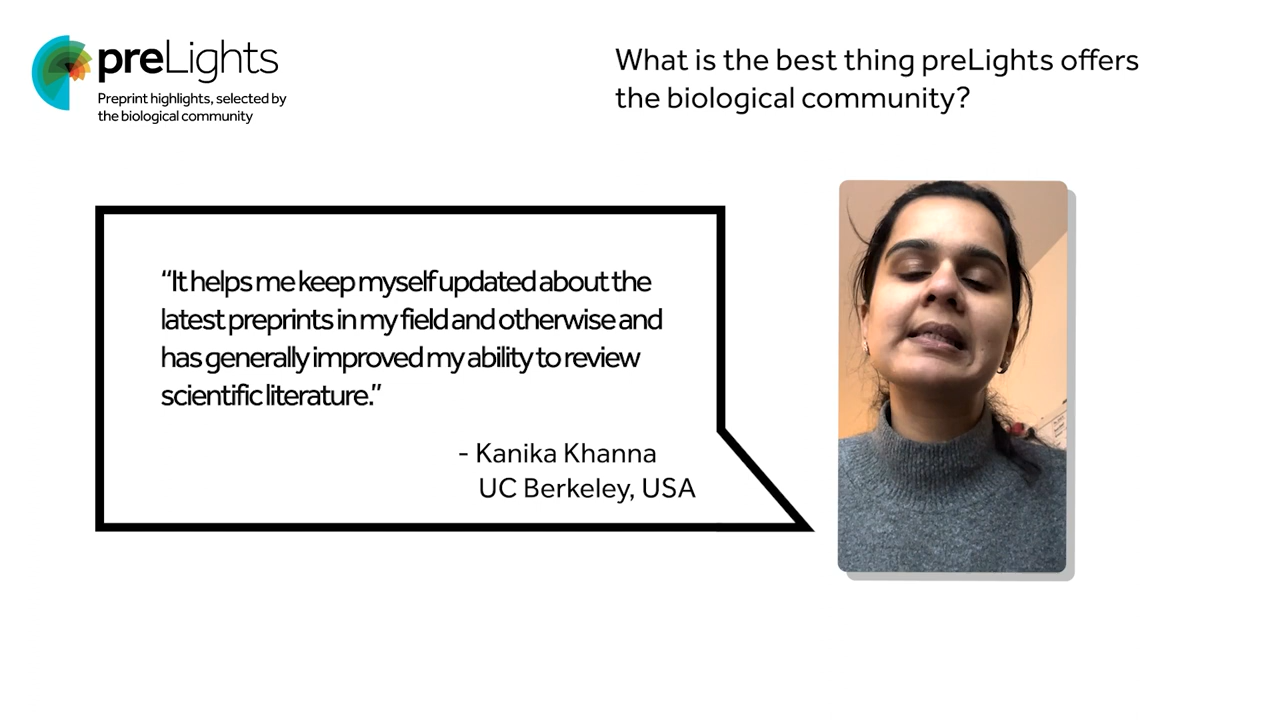 preLights
Preprint highlights, selected by
the biological community
What is the best thing preLights offers
the biological community?
“It helps me keep myself updated about the
latest preprints in my field and otherwise and
has generally improved my ability to review
scientific literature.”
- Kanika Khanna
UC Berkeley, USA